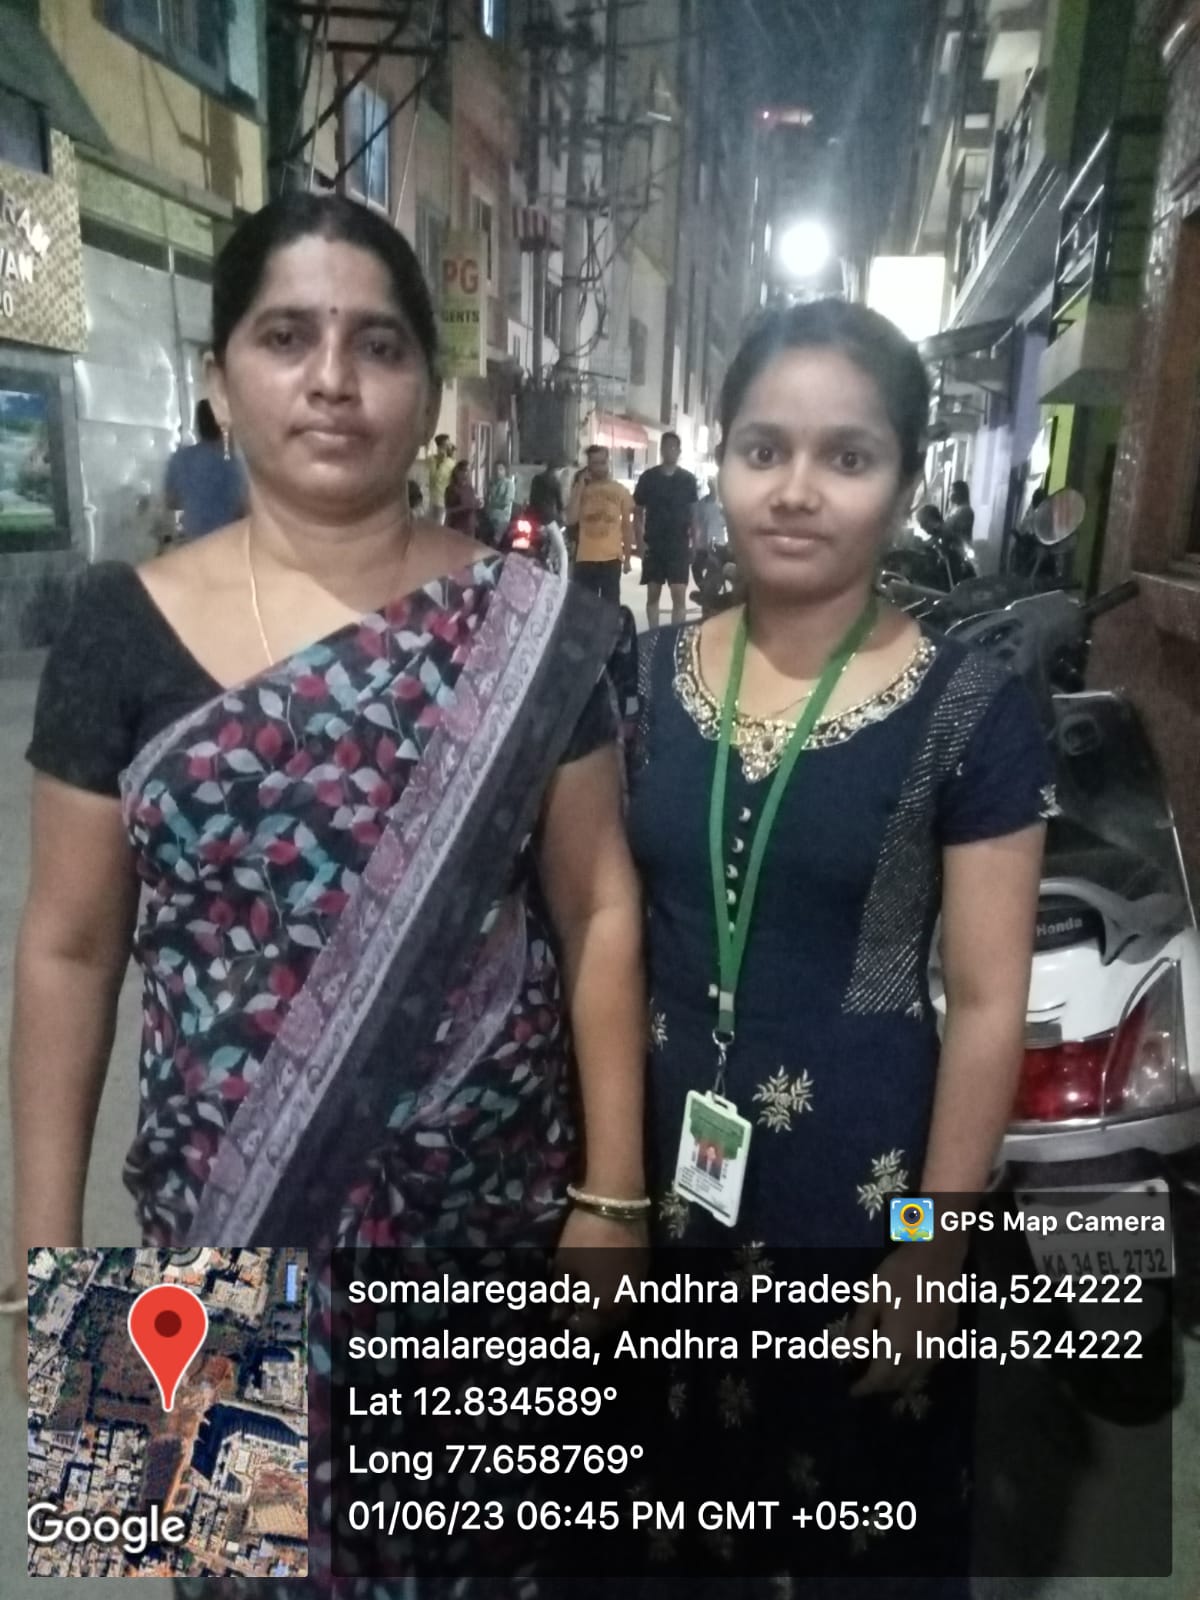 PG
GENTS
Honda
KA 34 EL 2732
GPS Map Camera
somalaregada, Andhra Pradesh, India,524222
somalaregada, Andhra Pradesh, India,524222
Lat 12.834589°
Long 77.658769°
01/06/23 06:45 PM GMT +05:30
Google